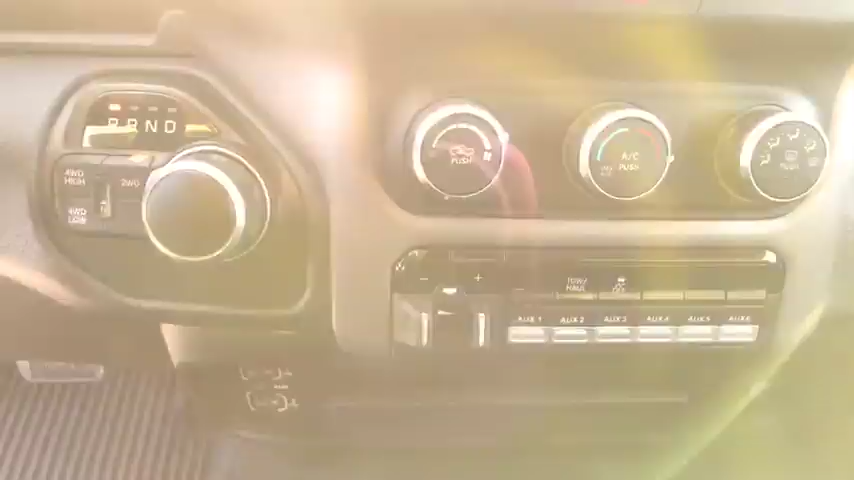 P R N D
4WD
HIGH
2WD
4WD
LOW
PUSH
A/C
PUSH
PUSH
- +
TOW/
HAUL
OFF
AUX 1 AUX 2 AUX 3 AUX 4 AUX 5 AUX 6